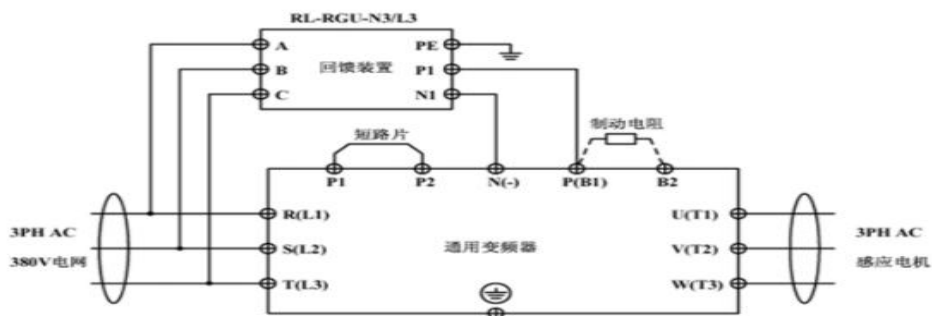 RL-RGU-N3/L3
A PE
B 回馈装置 P1
C N1
短路片 制动电阻
P1 P2 N(-) P(B1) B2
R(L1) U(T1)
3PH AC 3PH AC
S(L2) 通用变频器 V(T2)
380V电网 感应电机
T(L3) W(T3)